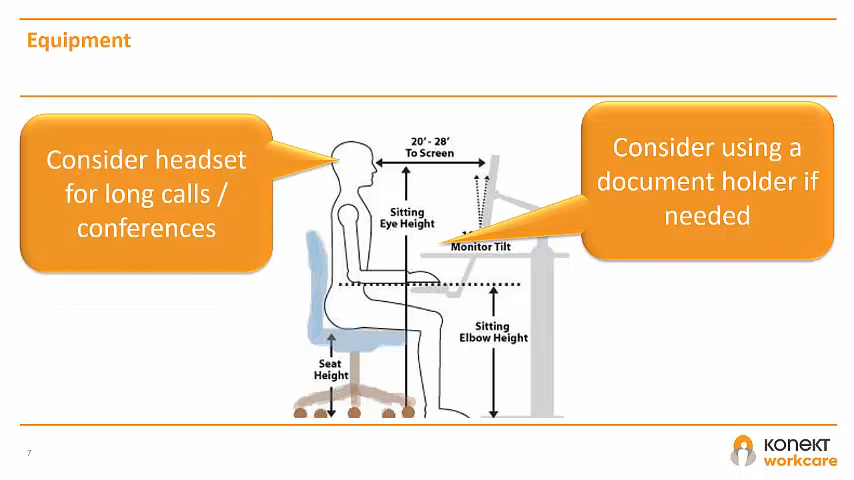 Equipment
Consider headset
for long calls /
conferences
20' - 28'
To Screen
Consider using a
document holder if
needed
Sitting
Eye Height
Monitor Tilt
Sitting
Elbow Height
Seat
Height
7
KONEKT
workcare